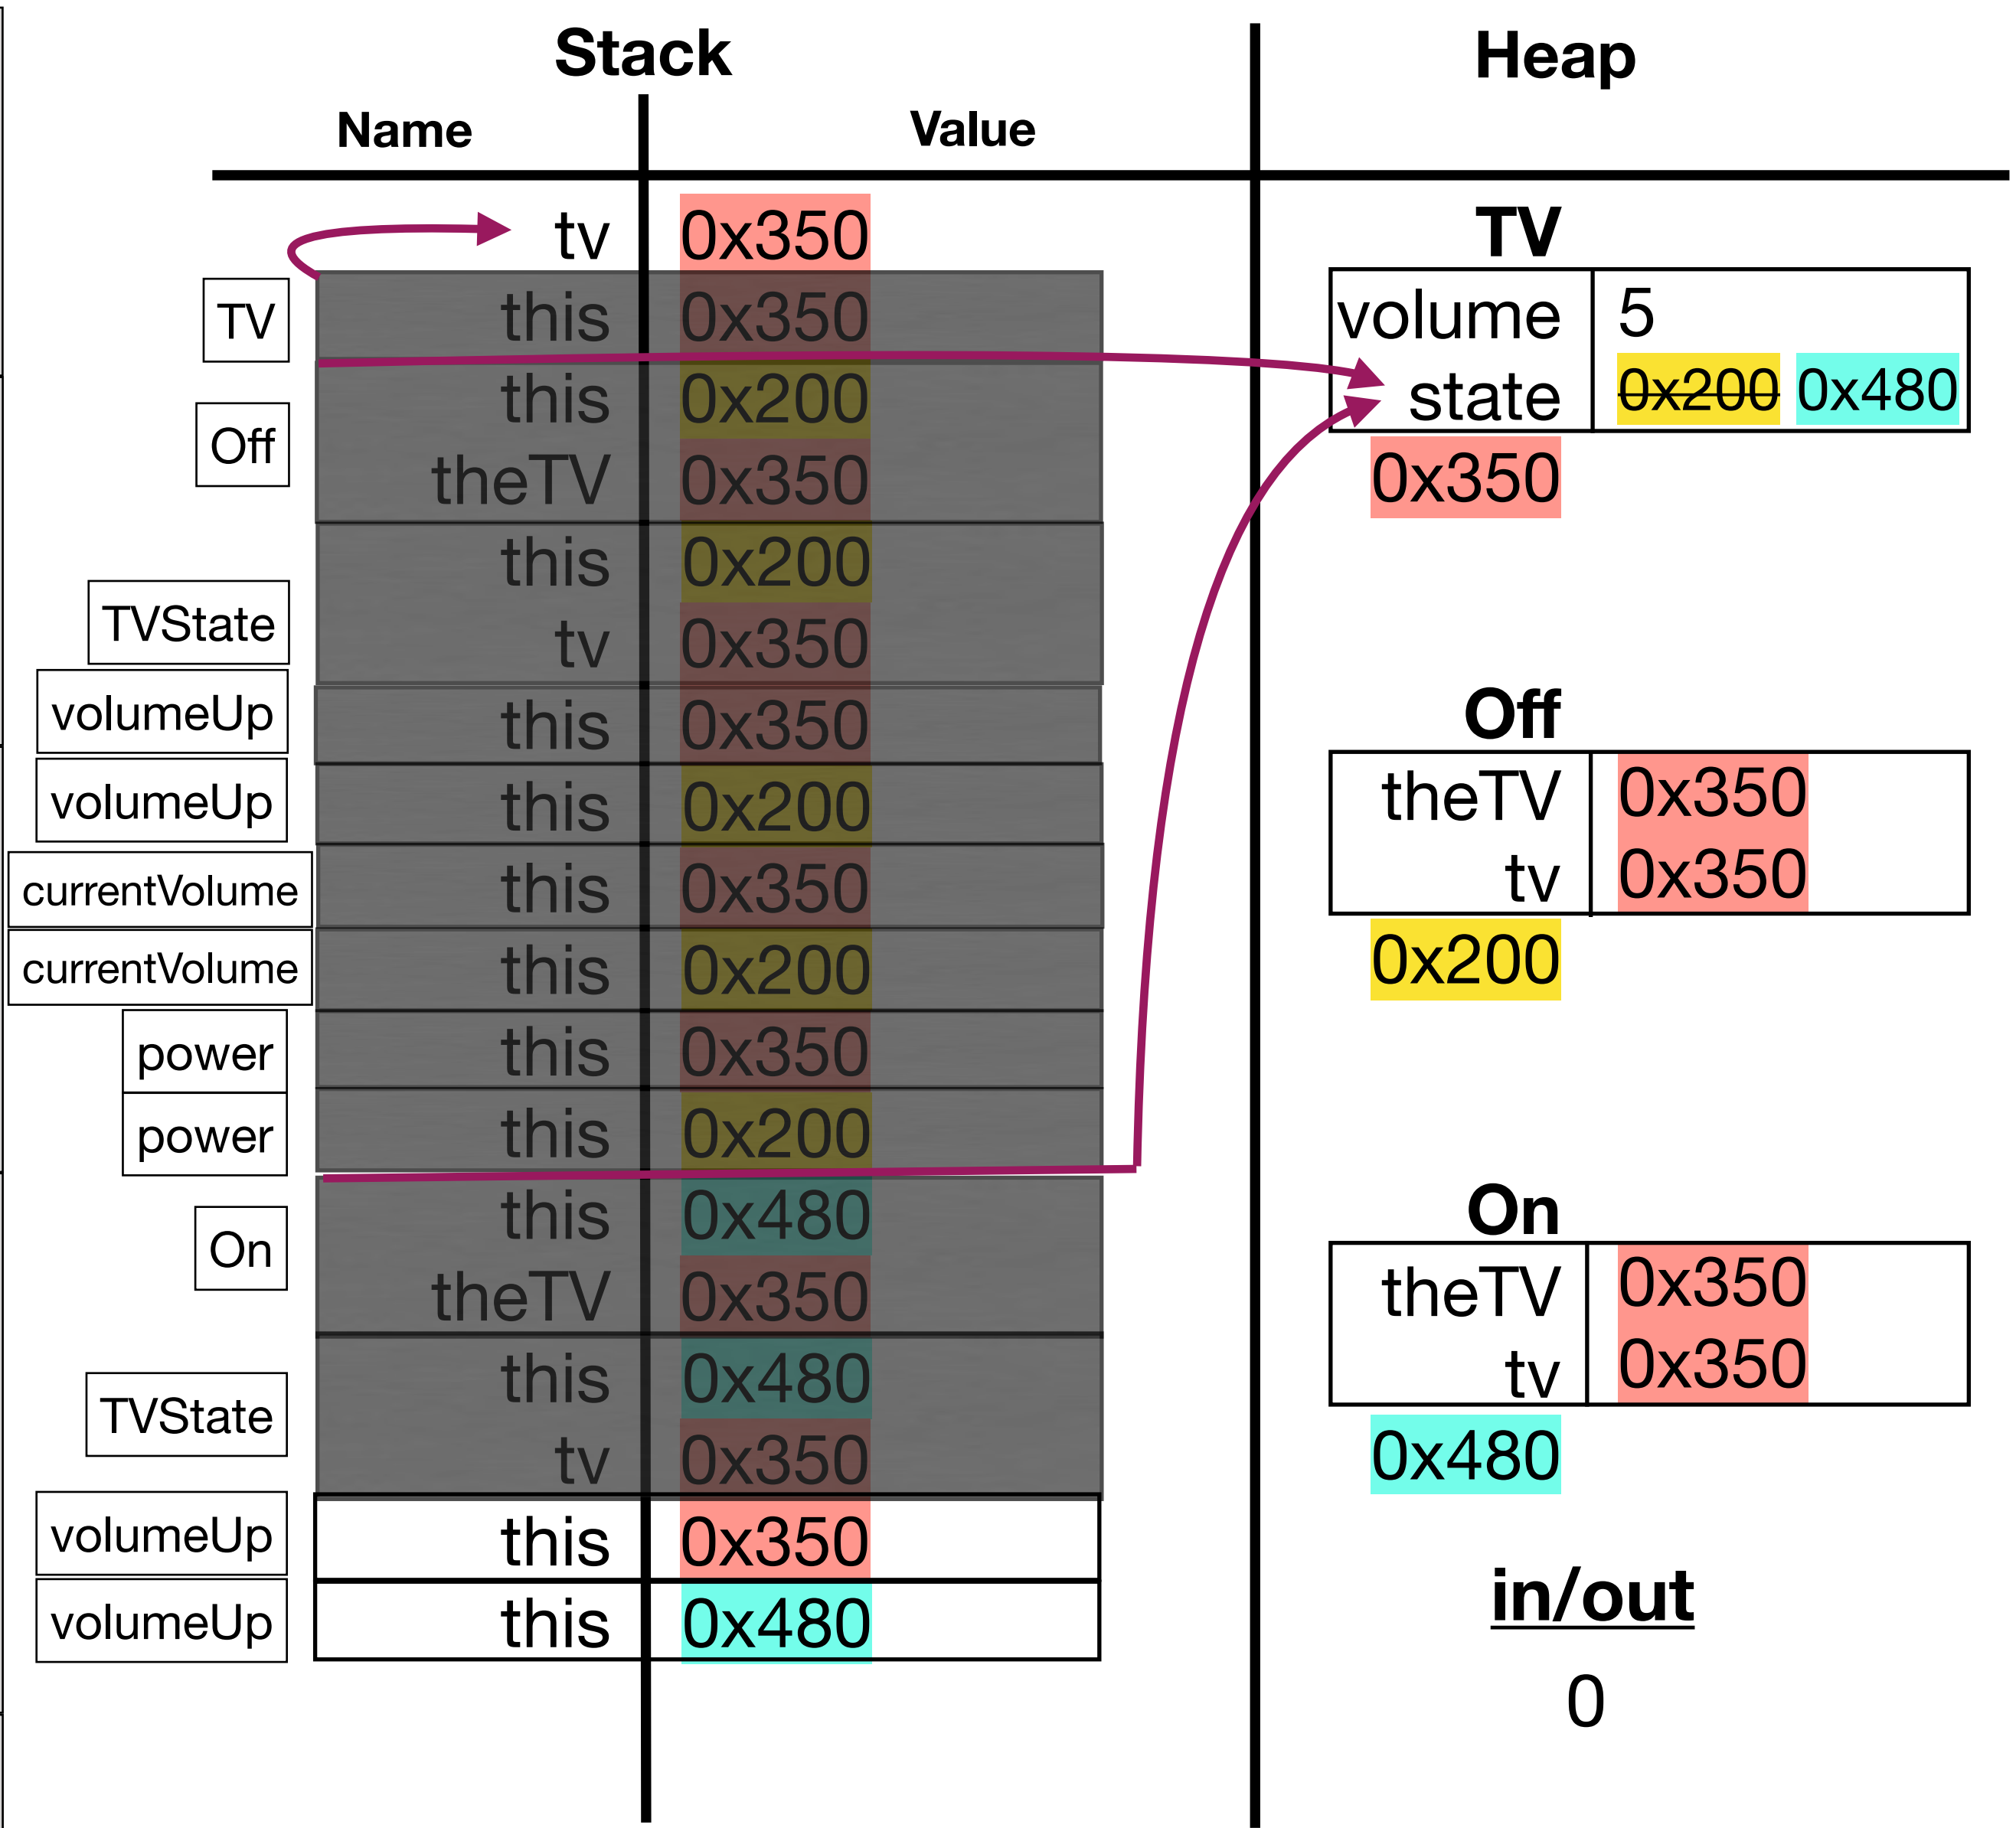 Stack
Heap
Name Value
tv 0x350
TV this 0x350
Off this 0x200
theTV 0x350
TVState this 0x200
tv 0x350
volumeUp this 0x350
volumeUp this 0x200
currentVolume this 0x350
currentVolume this 0x200
power this 0x350
power this 0x200
On this 0x480
theTV 0x350
TVState this 0x480
tv 0x350
volumeUp this 0x350
volumeUp this 0x480
TV
volume 5
state 0x200 0x480
0x350
Off
theTV 0x350
tv 0x350
0x200
On
theTV 0x350
tv 0x350
0x480
in/out
0